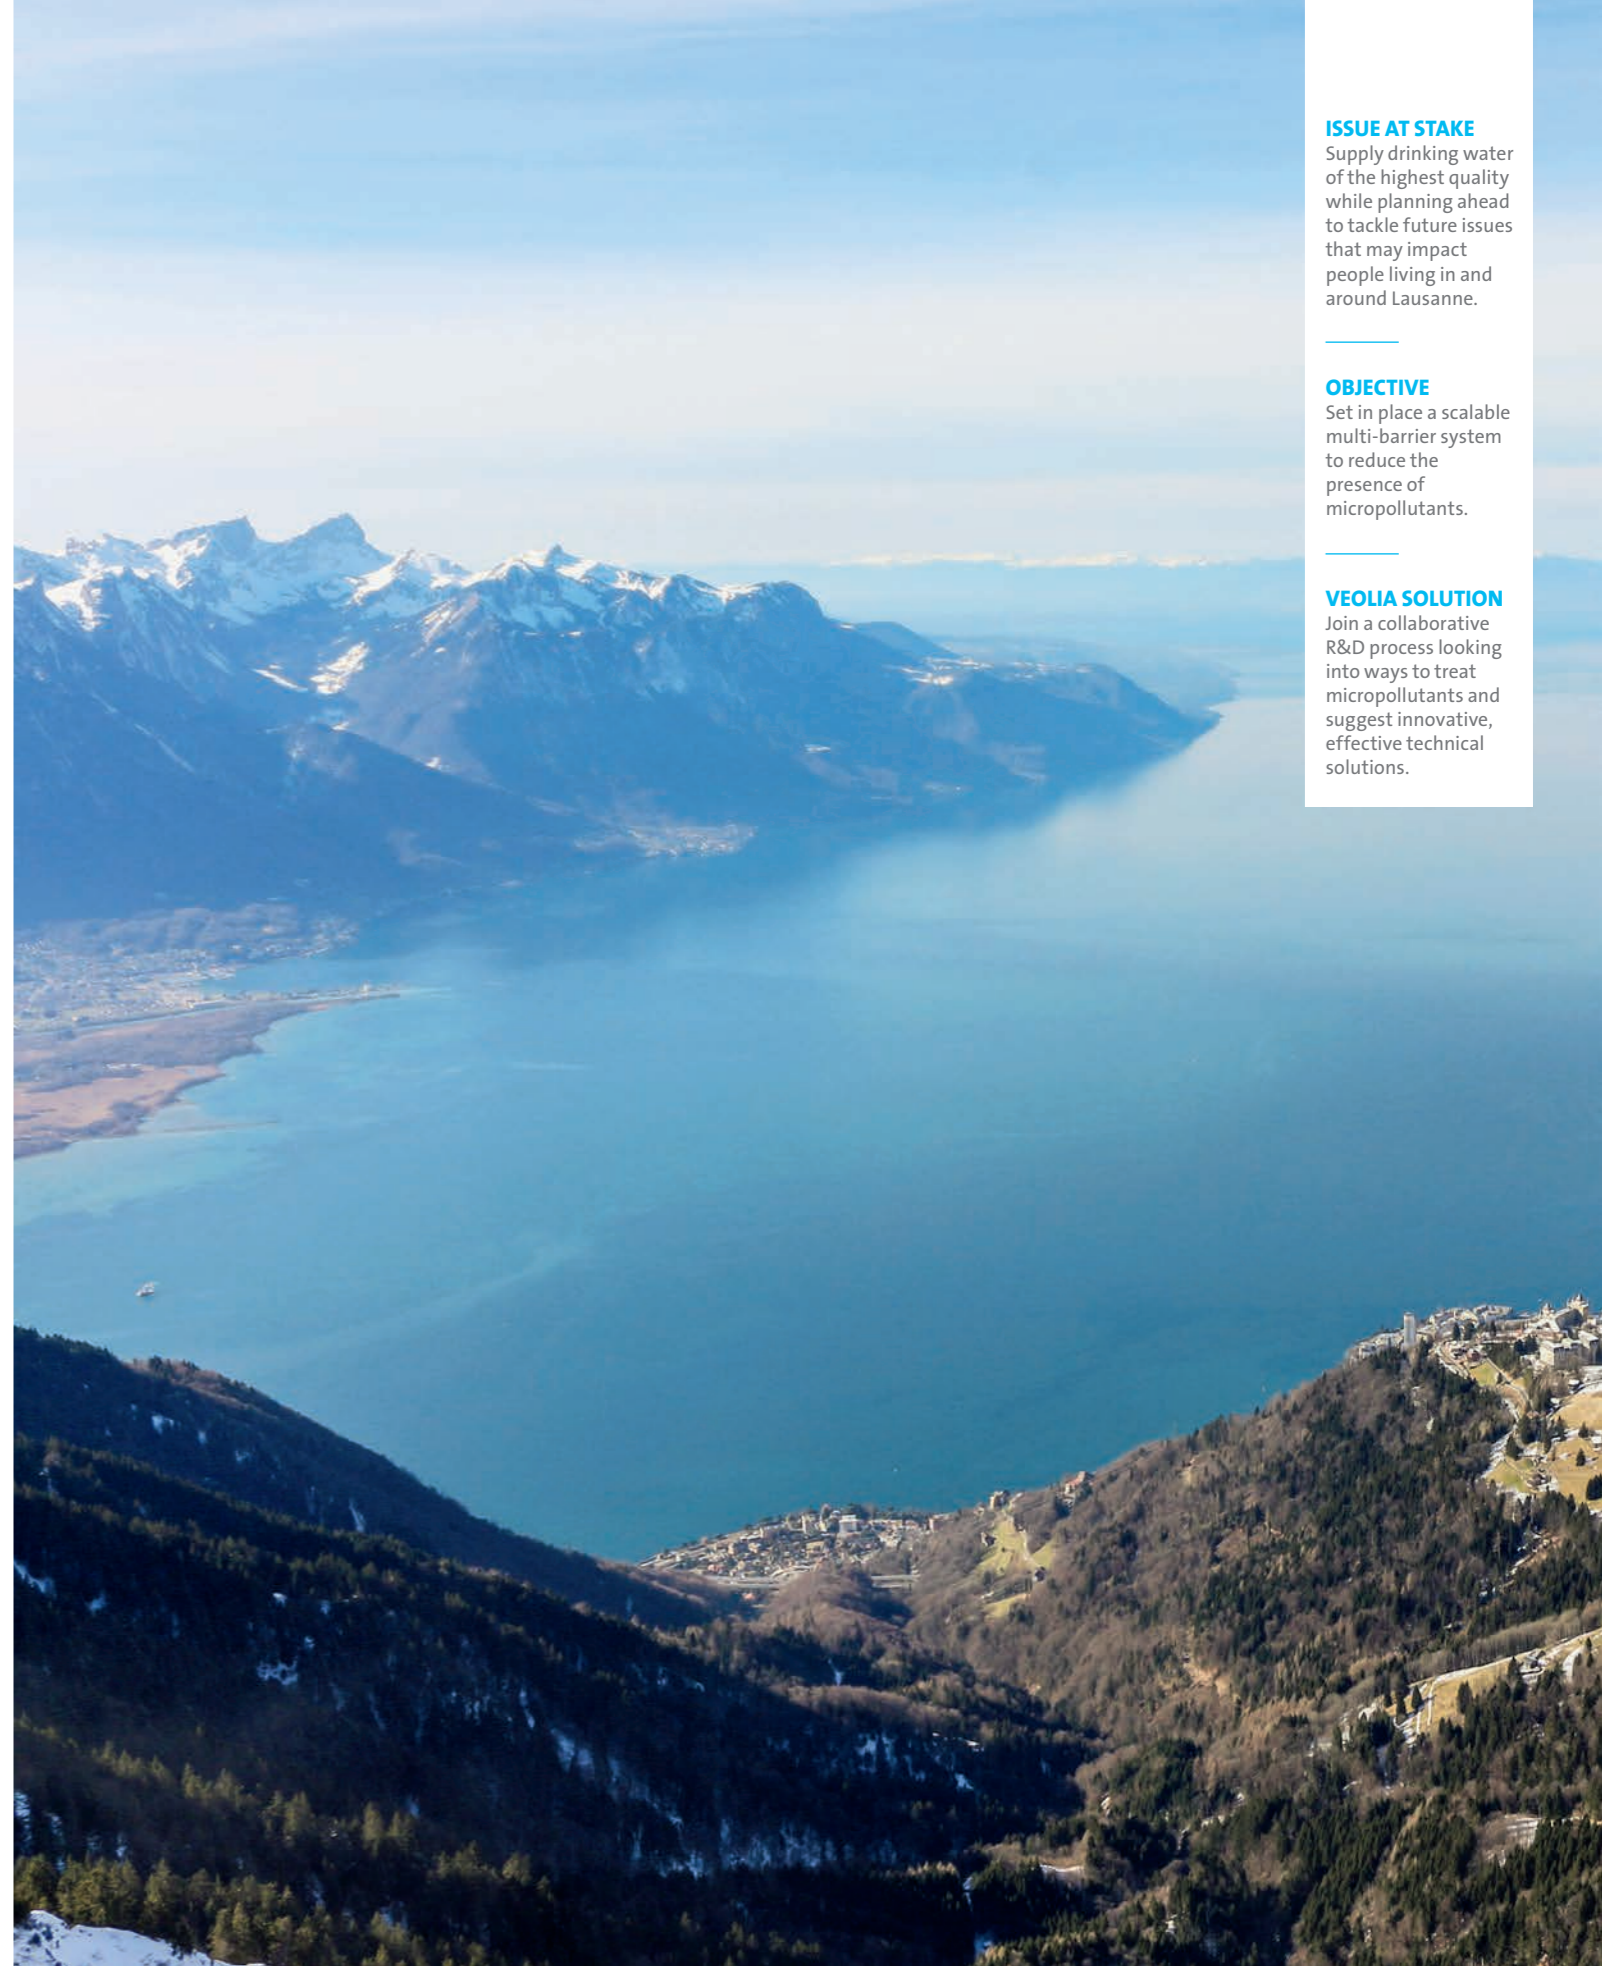 ISSUE AT STAKE
Supply drinking water
of the highest quality
while planning ahead
to tackle future issues
that may impact
people living in and
around Lausanne.
OBJECTIVE
Set in place a scalable
multi-barrier system
to reduce the
presence of
micropollutants.
VEOLIA SOLUTION
Join a collaborative
R&D process looking
into ways to treat
micropollutants and
suggest innovative,
effective technical
solutions.